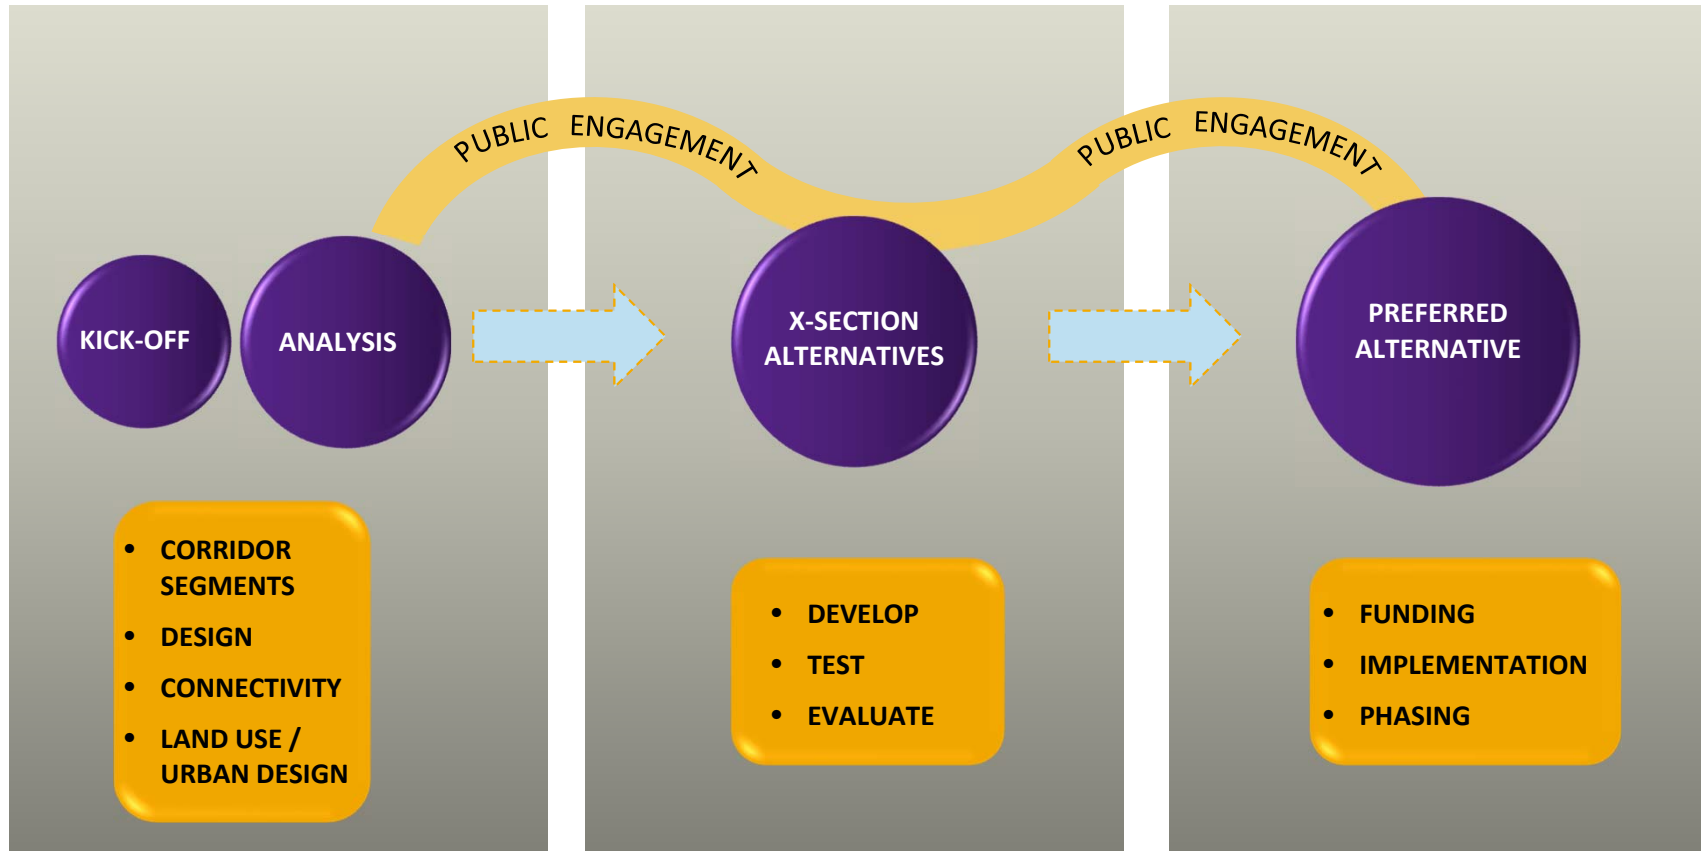 PUBLIC ENGAGEMENT
PUBLIC ENGAGEMENT
KICK-OFF
ANALYSIS
X-SECTION
ALTERNATIVES
PREFERRED
ALTERNATIVE
• CORRIDOR
SEGMENTS
• DESIGN
• CONNECTIVITY
• LAND USE /
URBAN DESIGN
• DEVELOP
• TEST
• EVALUATE
• FUNDING
• IMPLEMENTATION
• PHASING